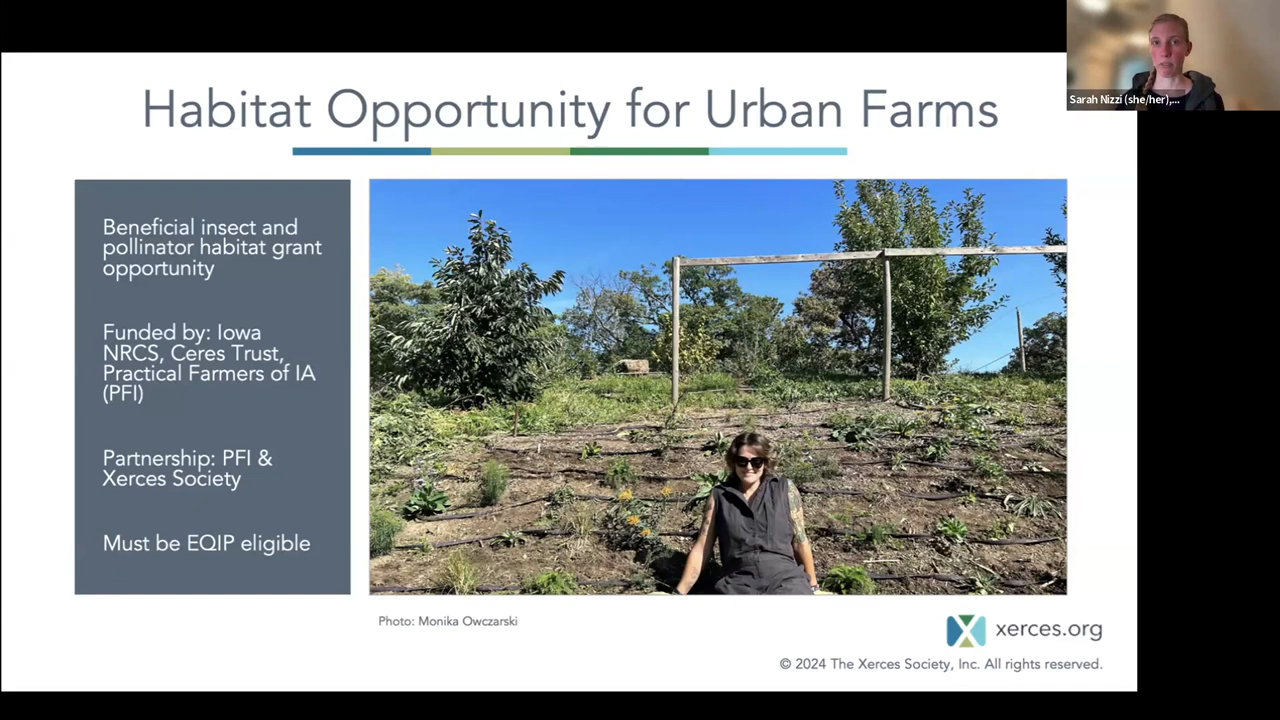 Sarah Nizzi (she/her),...
Habitat Opportunity for Urban Farms
Beneficial insect and
pollinator habitat grant
opportunity
Funded by: Iowa
NRCS, Ceres Trust,
Practical Farmers of IA
(PFI)
Partnership: PFI &
Xerces Society
Must be EQIP eligible
Photo: Monika Owczarski
xerces.org
© 2024 The Xerces Society, Inc. All rights reserved.